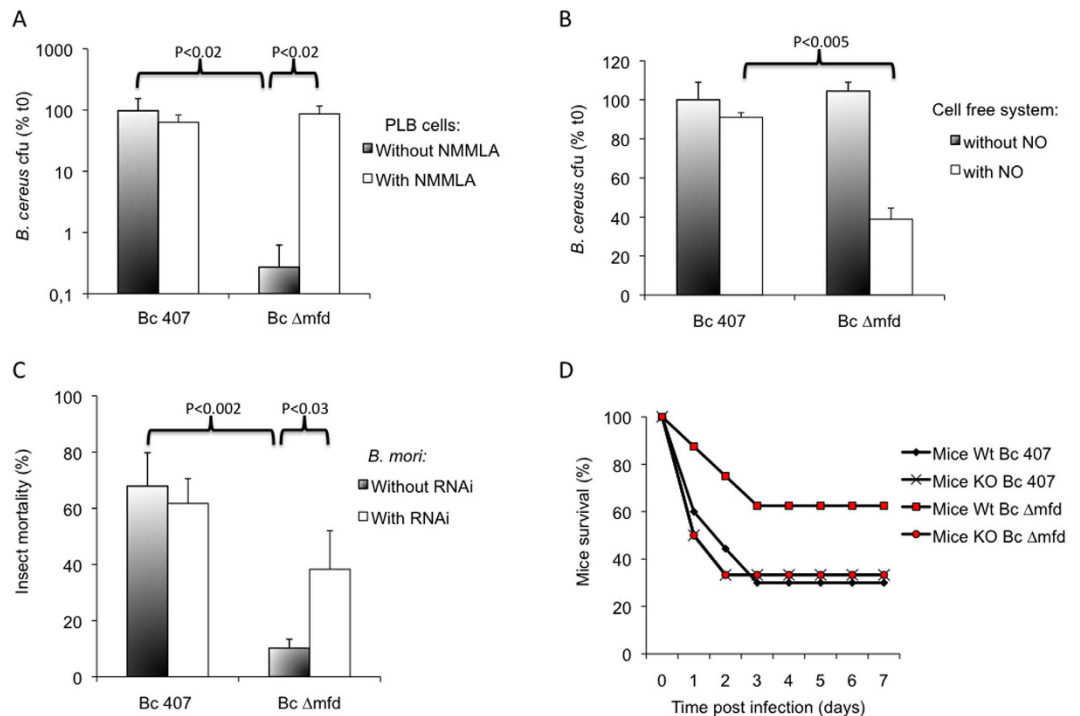 A
1000
100
10
1
0,1
B. cereus cfu (% t0)
P<0.02
P<0.02
PLB cells:
Without NMMLA
With NMMLA
Bc 407
Bc Δmfd
B
120
100
80
60
40
20
0
B. cereus cfu (% t0)
P<0.005
Cell free system:
without NO
with NO
Bc 407
Bc Δmfd
C
100
80
60
40
20
0
Insect mortality (%)
P<0.002
P<0.03
B. mori:
Without RNAi
With RNAi
Bc 407
Bc Δmfd
D
100
80
60
40
20
0
Mice survival (%)
Mice Wt Bc 407
Mice KO Bc 407
Mice Wt Bc Δmfd
Mice KO Bc Δmfd
0 1 2 3 4 5 6 7
Time post infection (days)